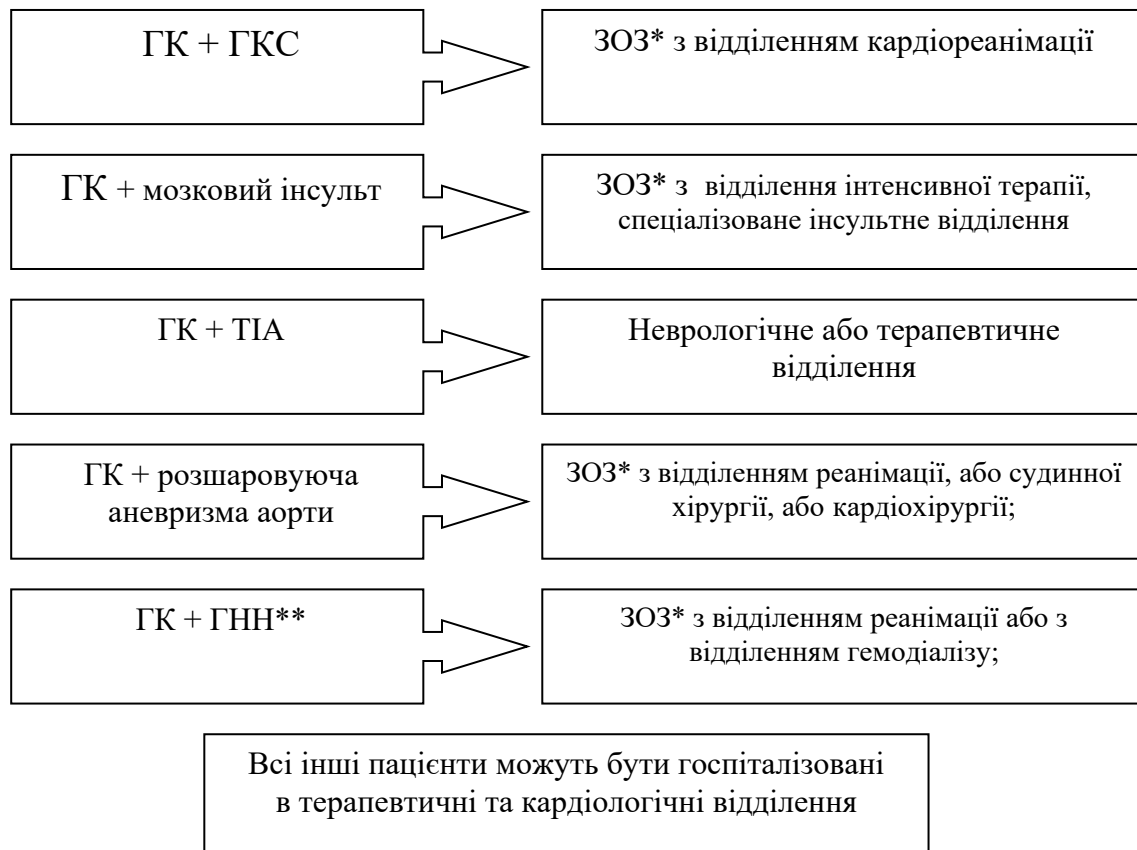 ГК + ГКС
ЗОЗ* з відділенням кардіореанімації
ГК + мозковий інсульт
ЗОЗ* з відділення інтенсивної терапії,
спеціалізоване інсультне відділення
ГК + ТІА
Неврологічне або терапевтичне
відділення
ГК + розшаровуюча
аневризма аорти
ЗОЗ* з відділенням реанімації, або судинної
хірургії, або кардіохірургії;
ГК + ГНН**
ЗОЗ* з відділенням реанімації або з
відділенням гемодіалізу;
Всі інші пацієнти можуть бути госпіталізовані
в терапевтичні та кардіологічні відділення